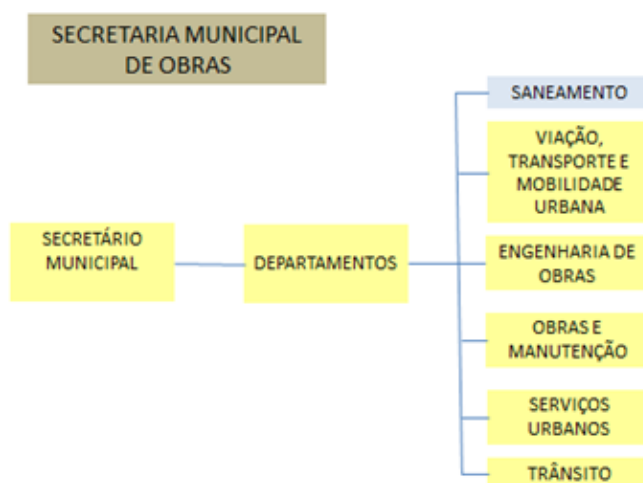 SECRETARIA MUNICIPAL
DE OBRAS
SECRETÁRIO
MUNICIPAL
DEPARTAMENTOS
SANEAMENTO
VIAÇÃO,
TRANSPORTE E
MOBILIDADE
URBANA
ENGENHARIA DE
OBRAS
OBRAS E
MANUTENÇÃO
SERVIÇOS
URBANOS
TRÂNSITO